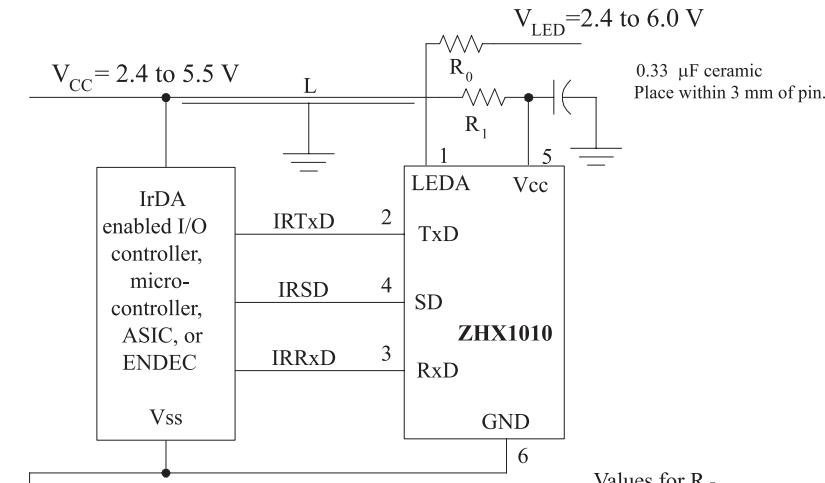 V_LED=2.4 to 6.0 V
R_0
V_CC= 2.4 to 5.5 V
L
R_1
0.33 μF ceramic
Place within 3 mm of pin.
1
5
LEDA
Vcc
IrDA
enabled I/O
controller,
micro-
controller,
ASIC, or
ENDEC
Vss
IRTxD
2
TxD
IRSD
4
SD
ZHX1010
IRRxD
3
RxD
GND
6
Values for R